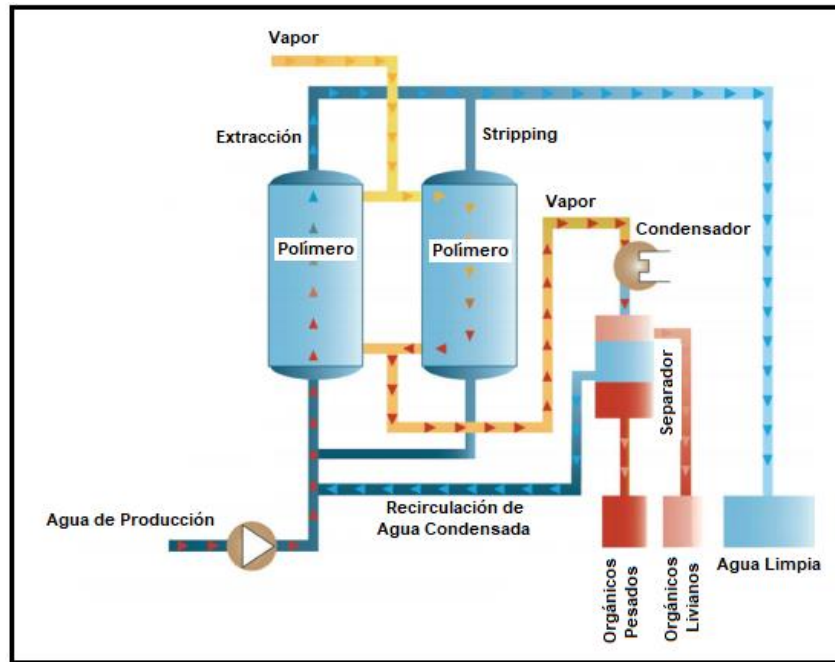 Vapor
Extracción
Stripping
Polímero
Polímero
Vapor
Condensador
Separador
Agua de Producción
Recirculación de
Agua Condensada
Orgánicos
Pesados
Orgánicos
Livianos
Agua Limpia